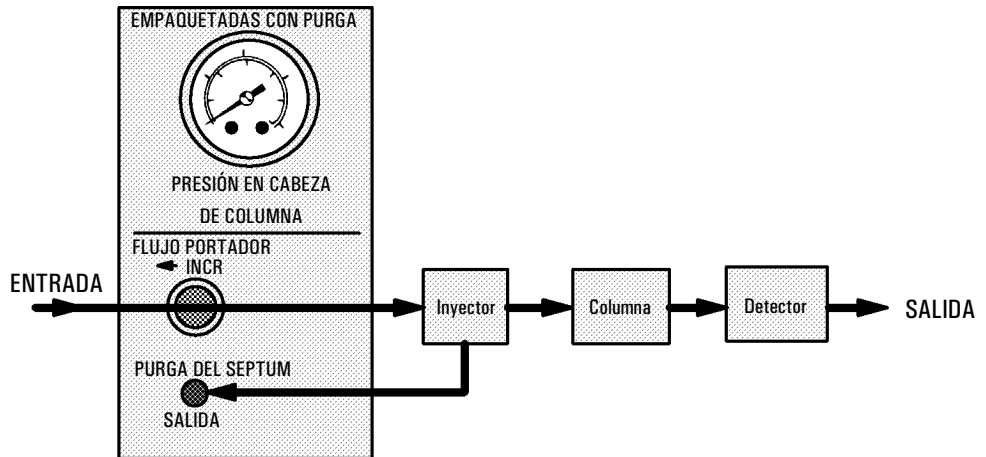 EMPAQUETADAS CON PURGA
PRESIÓN EN CABEZA
DE COLUMNA
FLUJO PORTADOR
INCR
ENTRADA
Inyector
Columna
Detector
SALIDA
PURGA DEL SEPTUM
SALIDA